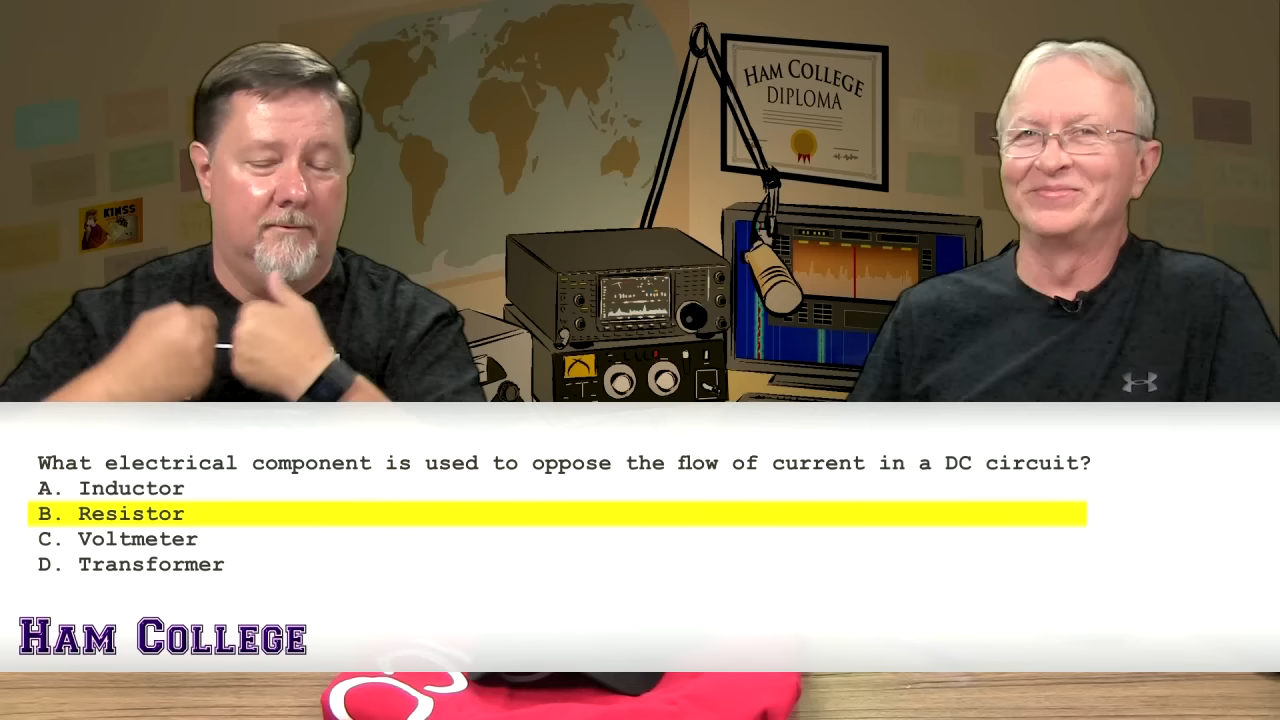 HAM COLLEGE
DIPLOMA
What electrical component is used to oppose the flow of current in a DC circuit?
A. Inductor
B. Resistor
C. Voltmeter
D. Transformer
HAM COLLEGE